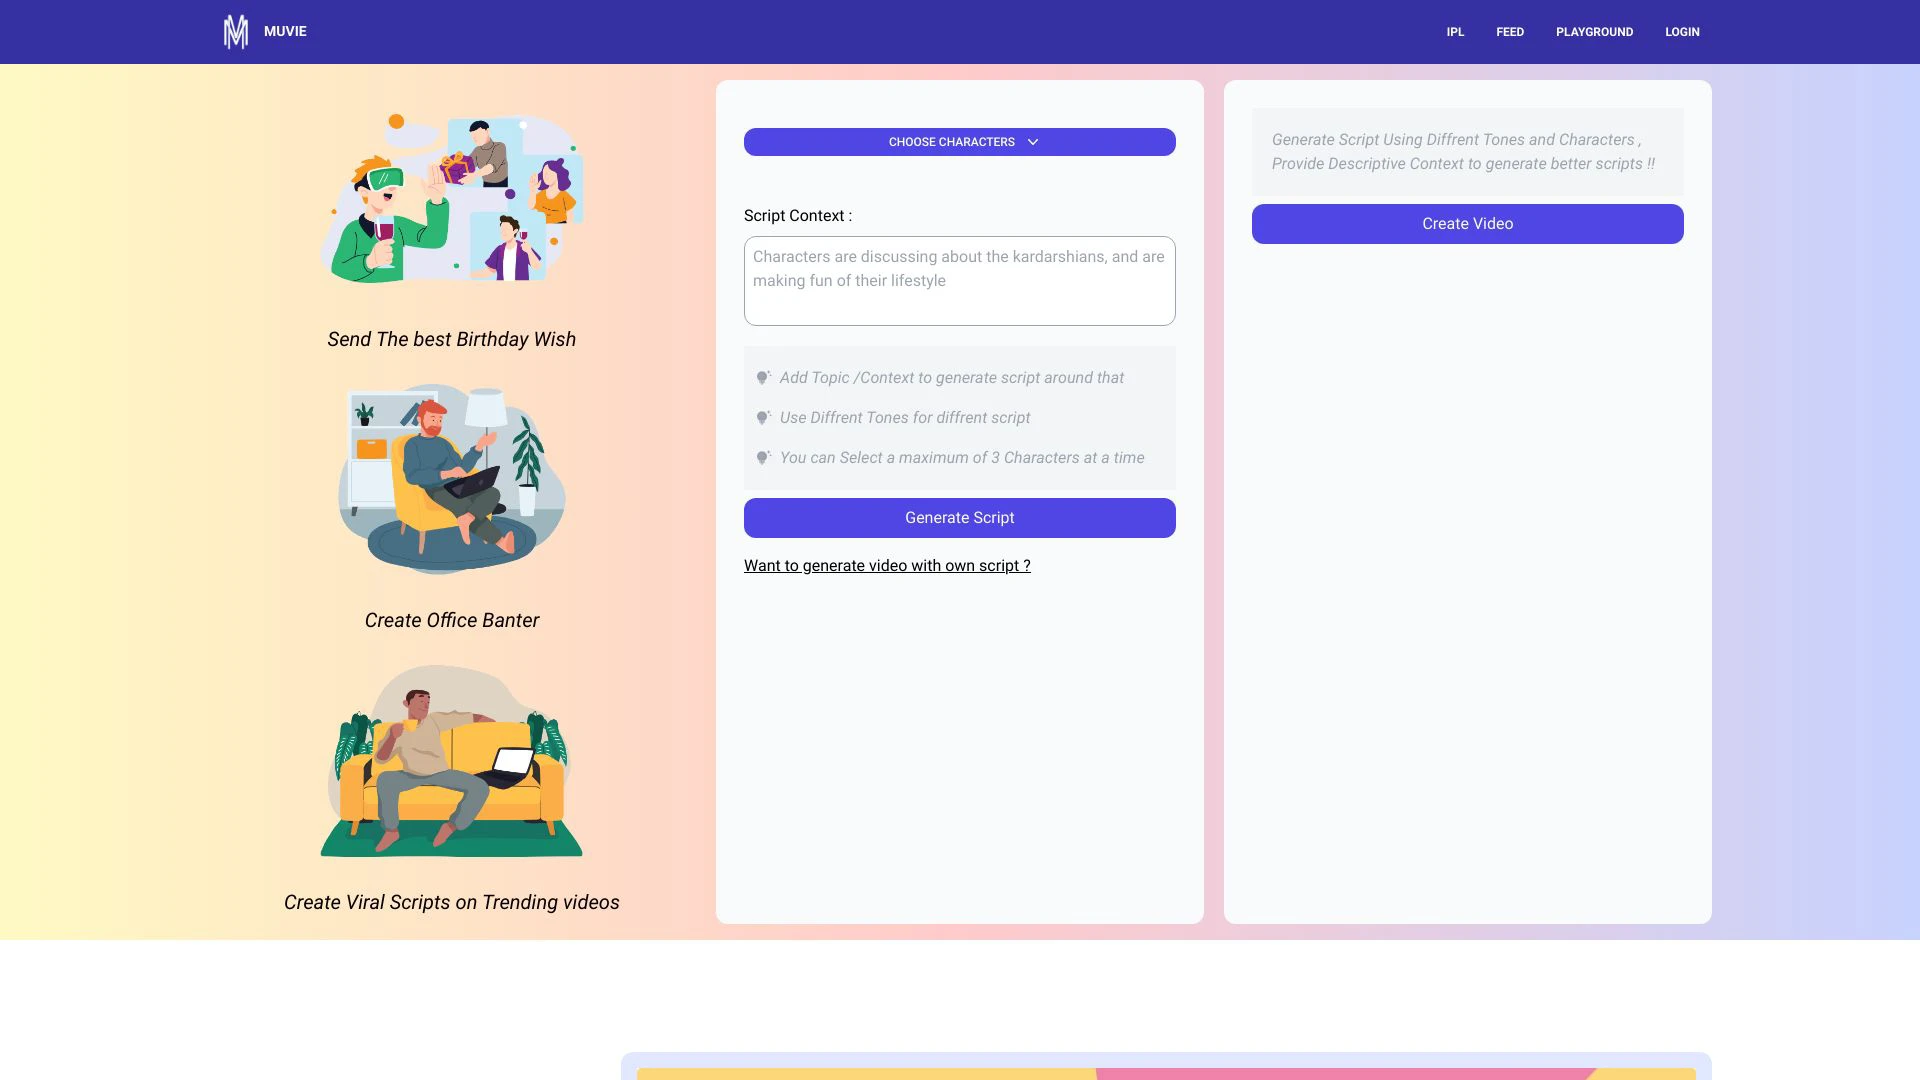 MUVIE
IPL
FEED
PLAYGROUND
LOGIN
Send The best Birthday Wish
Create Office Banter
Create Viral Scripts on Trending videos
CHOOSE CHARACTERS
Script Context :
Characters are discussing about the kardarshians, and are
making fun of their lifestyle
Add Topic /Context to generate script around that
Use Diffrent Tones for diffrent script
You can Select a maximum of 3 Characters at a time
Generate Script
Want to generate video with own script ?
Generate Script Using Diffrent Tones and Characters ,
Provide Descriptive Context to generate better scripts !!
Create Video